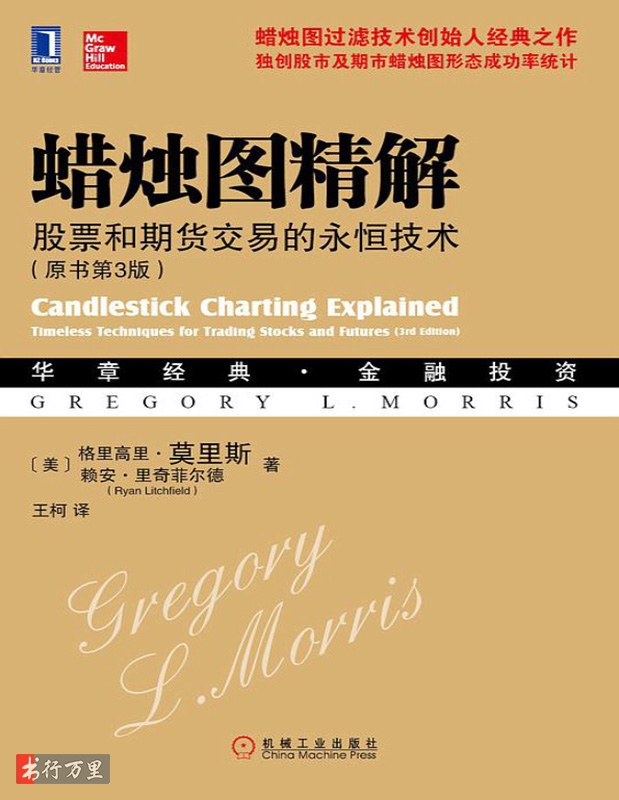 华章经管
HZ BOOKS
Mc
Graw
Hill
Education
蜡烛图过滤技术创始人经典之作
独创股市及期市蜡烛图形态成功率统计
蜡烛图精解
股票和期货交易的永恒技术
(原书第3版)
Candlestick Charting Explained
Timeless Techniques for Trading Stocks and Futures (3rd Edition)
华章经典·金融投资
GREGORY L.MORRIS
〔美〕格里高里·莫里斯
赖安·里奇菲尔德 著
(Ryan Litchfield)
王柯 译
Gregory
L.Morris
机械工业出版社
China Machine Press
书行万里